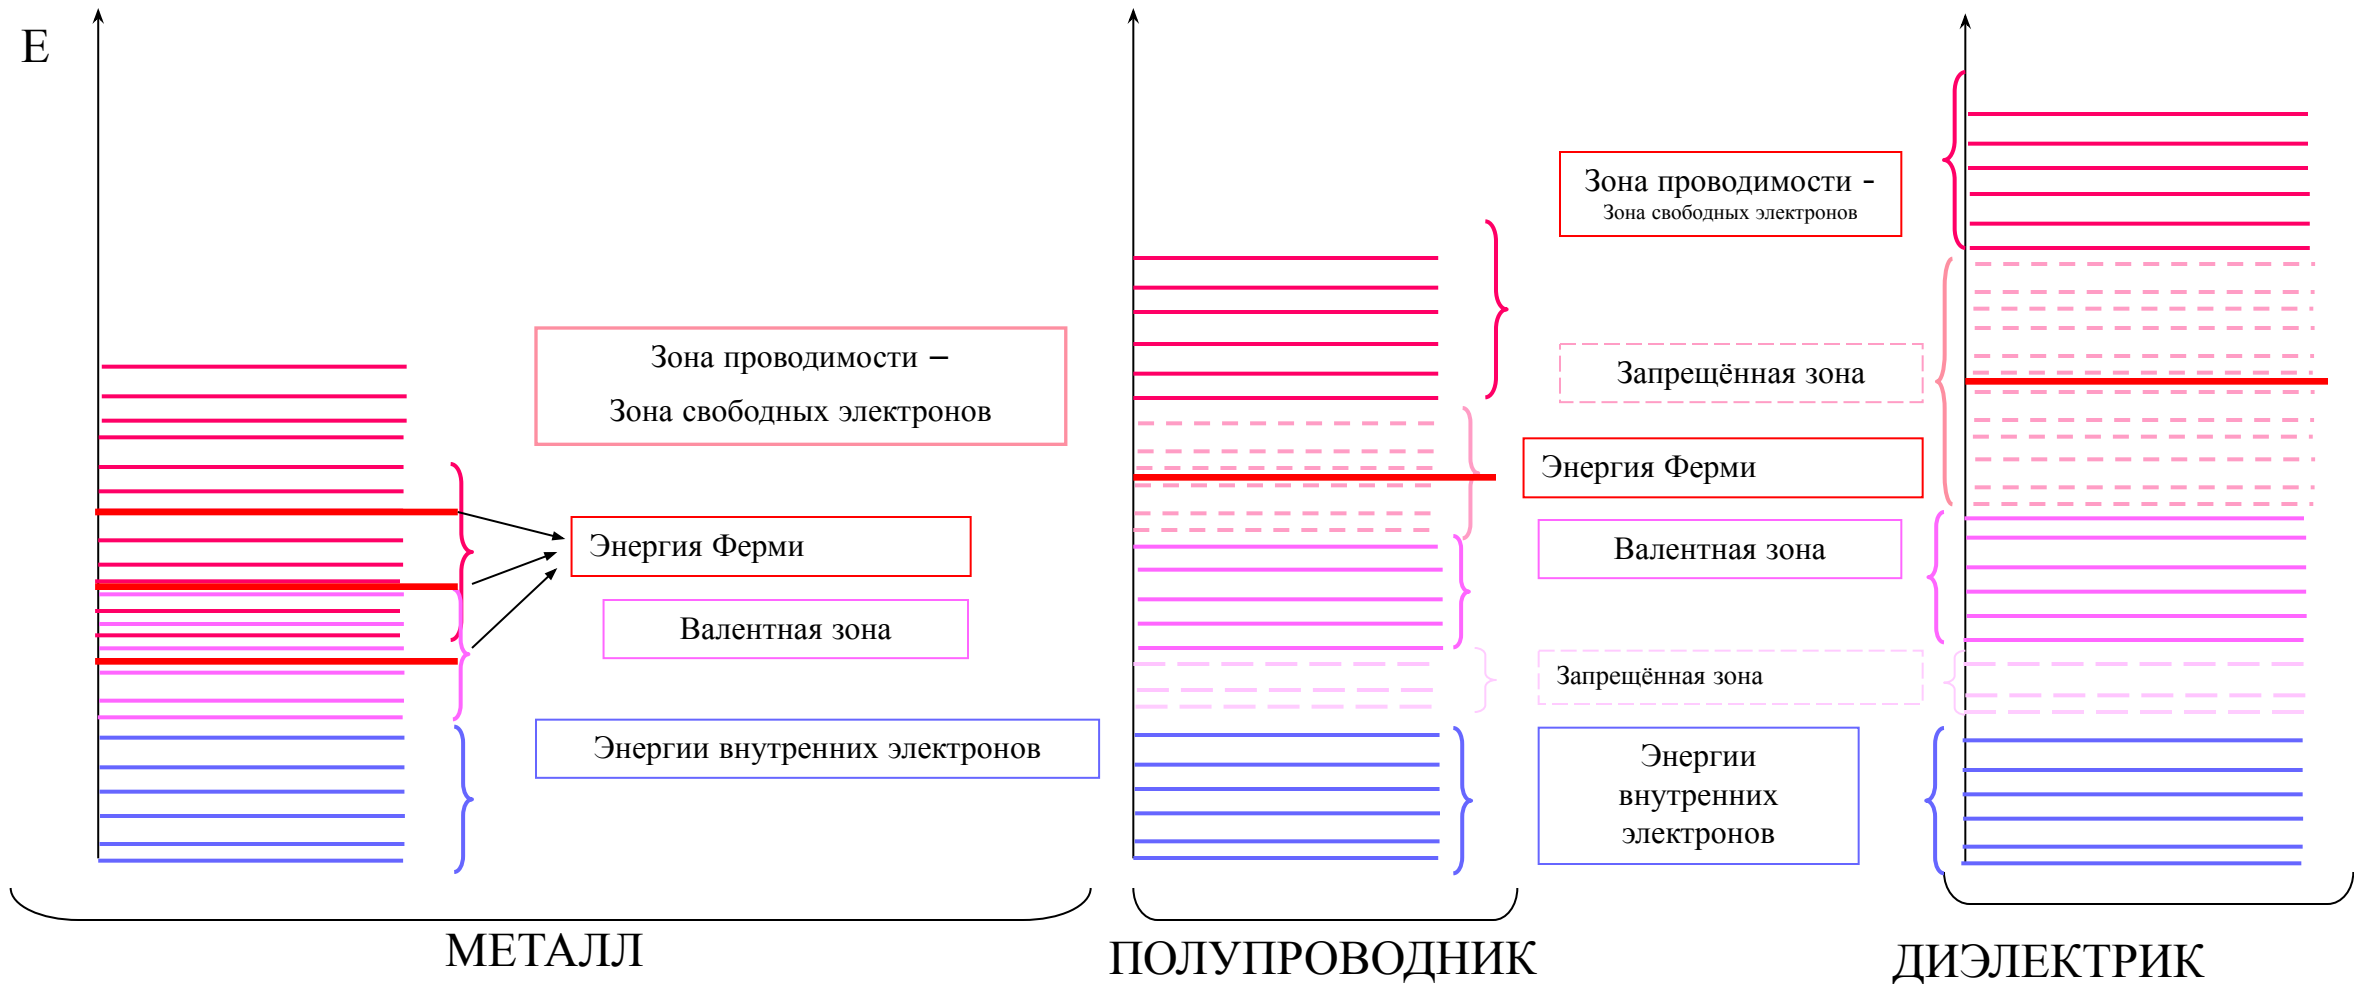 E
Зона проводимости –
Зона свободных электронов
Энергия Ферми
Валентная зона
Энергии внутренних электронов
МЕТАЛЛ
Зона проводимости -
Зона свободных электронов
Запрещённая зона
Энергия Ферми
Валентная зона
Запрещённая зона
Энергии
внутренних
электронов
ПОЛУПРОВОДНИК
ДИЭЛЕКТРИК